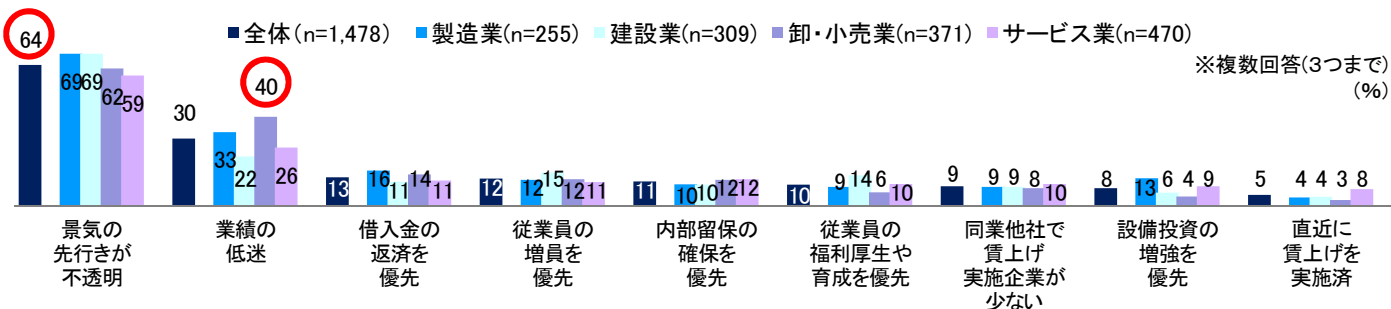 ■全体(n=1,478) ■製造業(n=255) ■建設業(n=309) ■卸・小売業(n=371) ■サービス業(n=470)
※複数回答(3つまで)
(%)
64 69 69 62 59
30 33 22 40 26
13 16 11 14 11
12 12 15 12 11
11 10 10 12 12
10 9 14 6 10
9 9 9 8 10
8 13 6 4 9
5 4 4 3 8
景気の
先行きが
不透明
業績の
低迷
借入金の
返済を
優先
従業員の
増員を
優先
内部留保の
確保を
優先
従業員の
福利厚生や
育成を優先
同業他社で
賃上げ
実施企業が
少ない
設備投資の
増強を
優先
直近に
賃上げを
実施済